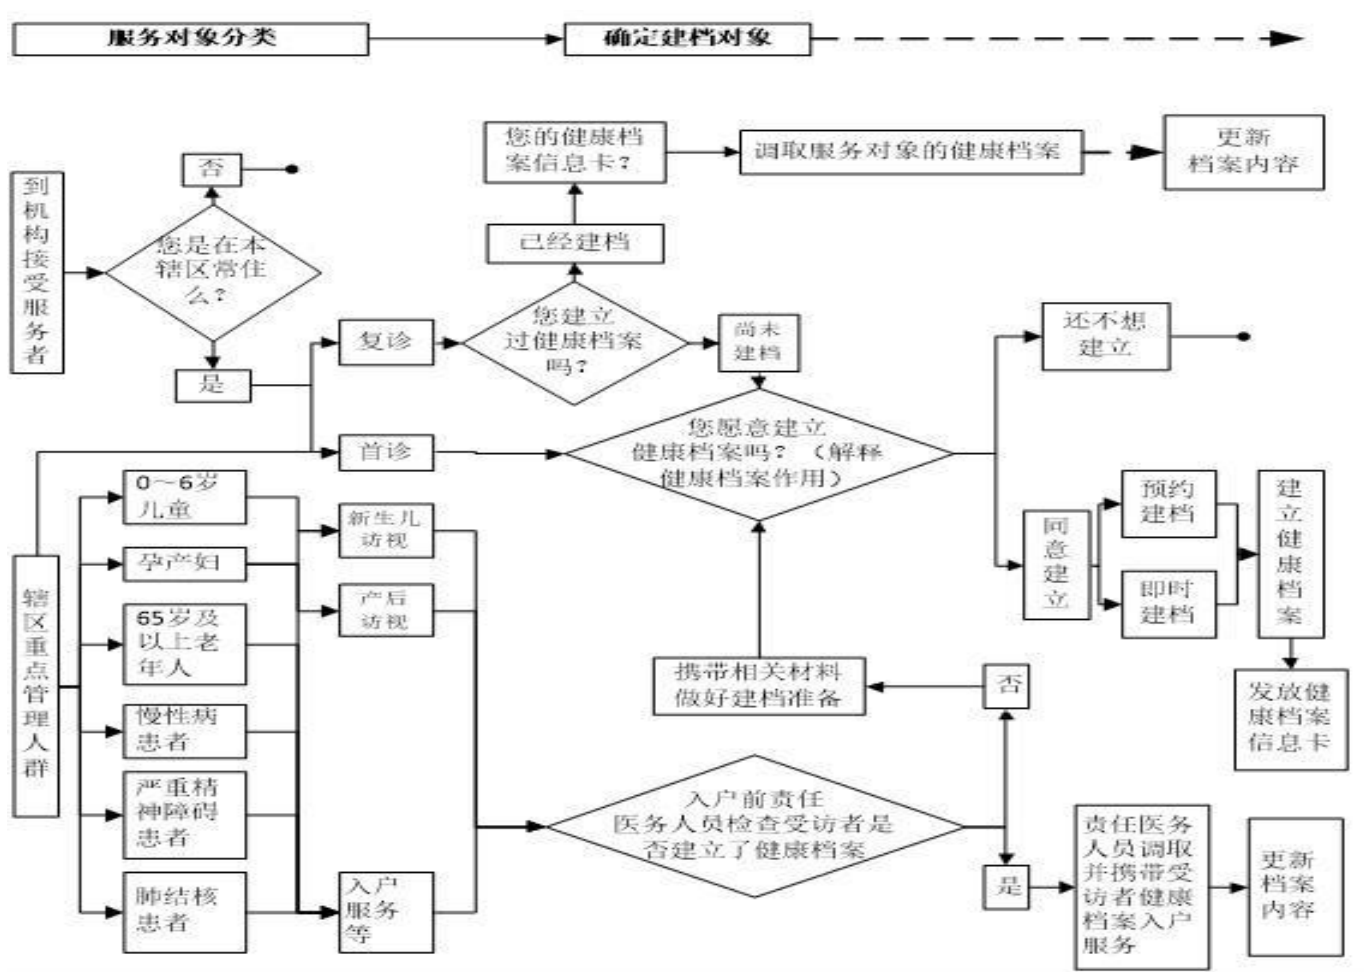 服务对象分类
确定建档对象
到
机
构
接
受
服
务
者
否
您是在本
辖区常住
么？
是
复诊
首诊
您的健康档
案信息卡？
调取服务对象的健康档案
更新
档案内容
已经建档
您建立
过健康档案
吗？
尚未
建档
您愿意建立
健康档案吗？（解释
健康档案作用）
还不想
建立
同
意
建
立
预约
建档
即时
建档
建
立
健
康
档
案
发放健
康档案
信息卡
辖
区
重
点
管
理
人
群
0～6岁
儿童
孕产妇
65岁及
以上老
年人
慢性病
患者
严重精
神障碍
患者
肺结核
患者
新生儿
访视
产后
访视
入户
服务
等
携带相关材料
做好建档准备
入户前责任
医务人员检查受访者是
否建立了健康档案
否
是
责任医务
人员调取
并携带受
访者健康
档案入户
服务
更新
档案
内容